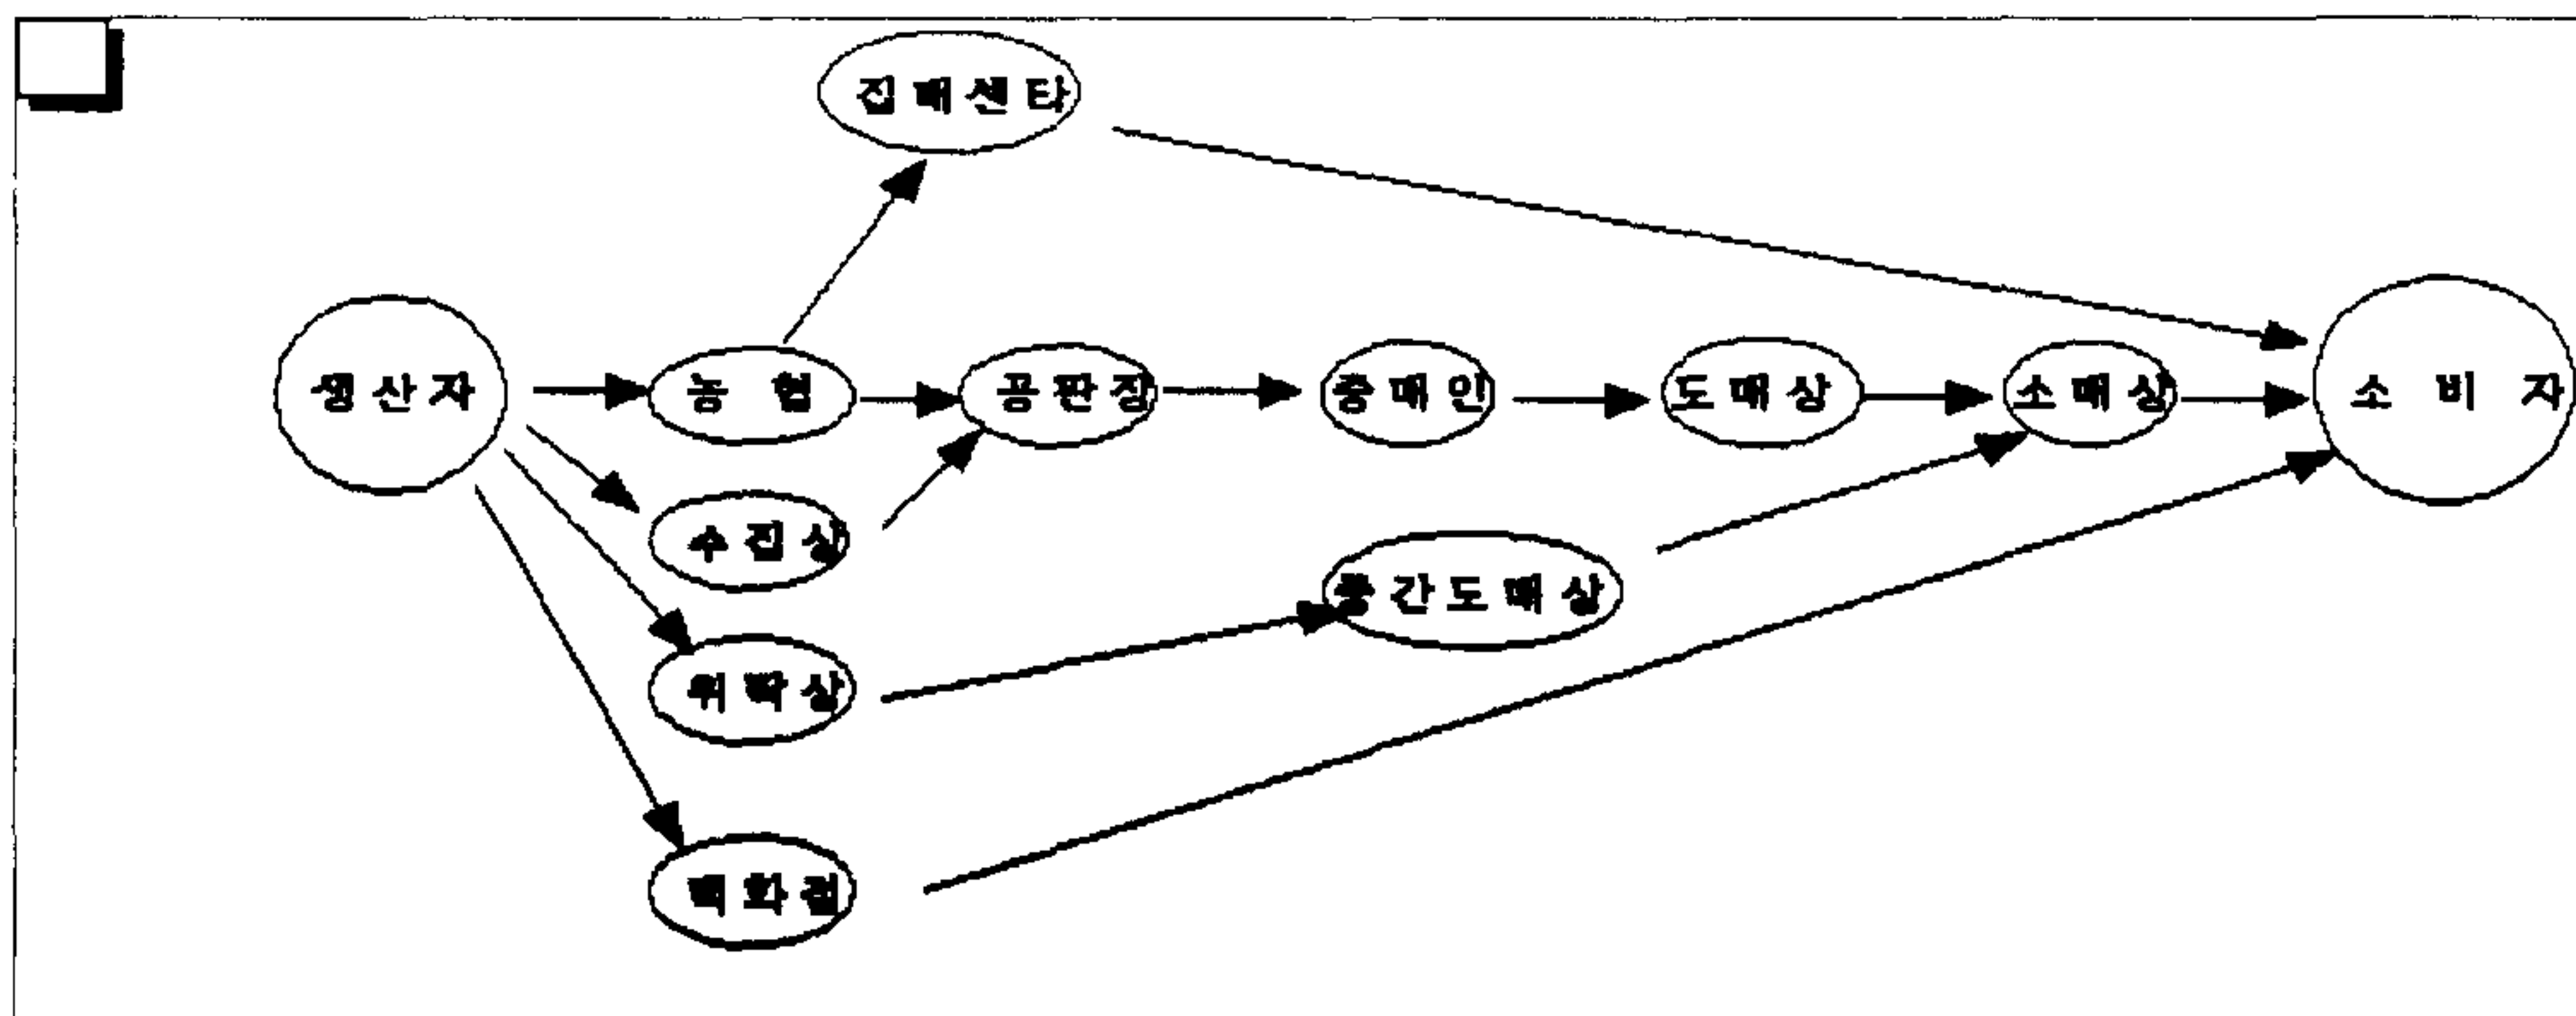 집배센타
생산자 농 협 공판장 중매인 도매상 소매상 소 비 자
수집상
중간도매상
위탁상
백화점